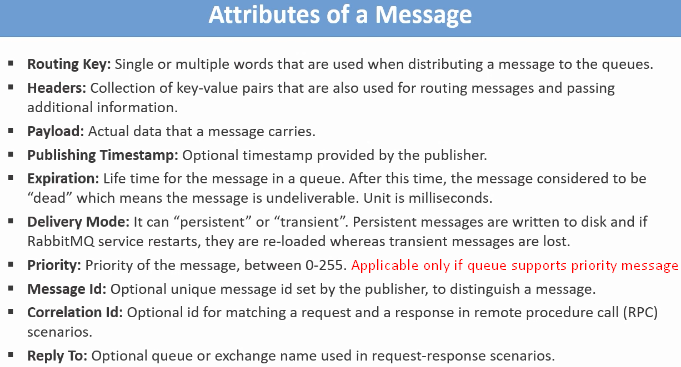 Attributes of a Message
▪ Routing Key: Single or multiple words that are used when distributing a message to the queues.
▪ Headers: Collection of key-value pairs that are also used for routing messages and passing
additional information.
▪ Payload: Actual data that a message carries.
▪ Publishing Timestamp: Optional timestamp provided by the publisher.
▪ Expiration: Life time for the message in a queue. After this time, the message considered to be
“dead” which means the message is undeliverable. Unit is milliseconds.
▪ Delivery Mode: It can “persistent” or “transient”. Persistent messages are written to disk and if
RabbitMQ service restarts, they are re-loaded whereas transient messages are lost.
▪ Priority: Priority of the message, between 0-255. Applicable only if queue supports priority message
▪ Message Id: Optional unique message id set by the publisher, to distinguish a message.
▪ Correlation Id: Optional id for matching a request and a response in remote procedure call (RPC)
scenarios.
▪ Reply To: Optional queue or exchange name used in request-response scenarios.